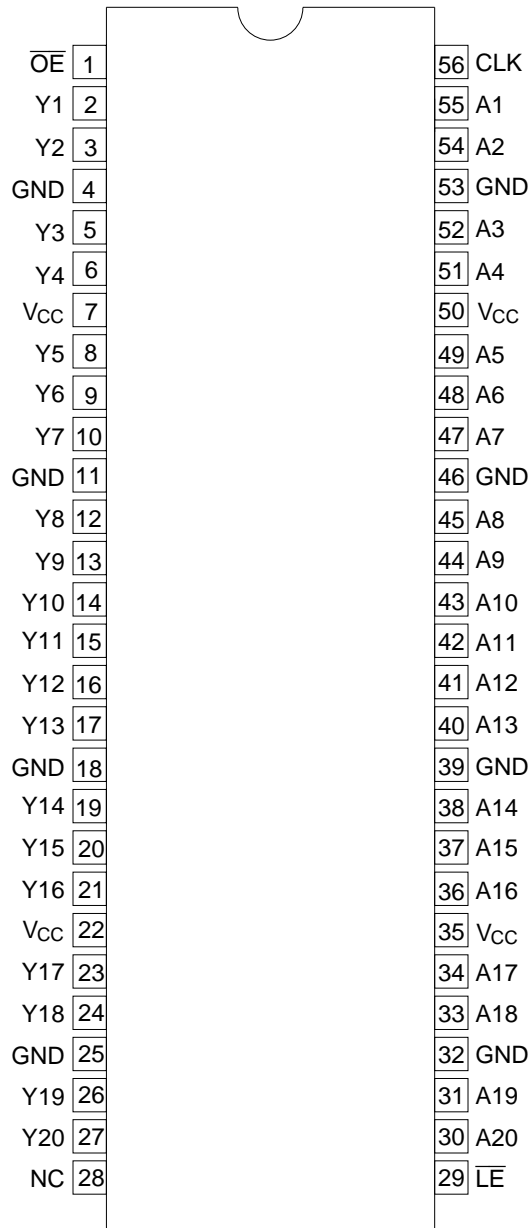 O̅E̅ 1 56 CLK
Y1 2 55 A1
Y2 3 54 A2
GND 4 53 GND
Y3 5 52 A3
Y4 6 51 A4
VCC 7 50 VCC
Y5 8 49 A5
Y6 9 48 A6
Y7 10 47 A7
GND 11 46 GND
Y8 12 45 A8
Y9 13 44 A9
Y10 14 43 A10
Y11 15 42 A11
Y12 16 41 A12
Y13 17 40 A13
GND 18 39 GND
Y14 19 38 A14
Y15 20 37 A15
Y16 21 36 A16
VCC 22 35 VCC
Y17 23 34 A17
Y18 24 33 A18
GND 25 32 GND
Y19 26 31 A19
Y20 27 30 A20
NC 28 29 L̅E̅